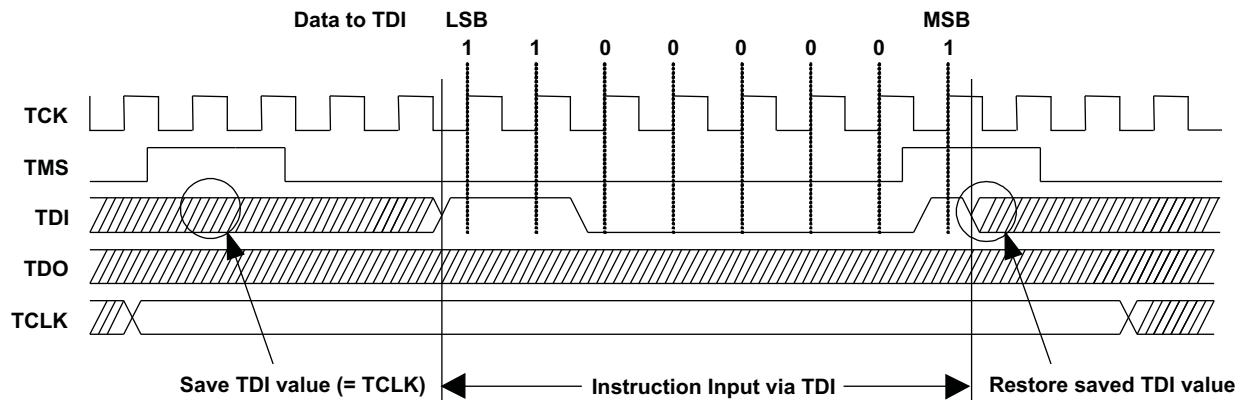 Data to TDI LSB MSB
1 1 0 0 0 0 0 1
TCK
TMS
TDI
TDO
TCLK
Save TDI value (= TCLK) Instruction Input via TDI Restore saved TDI value